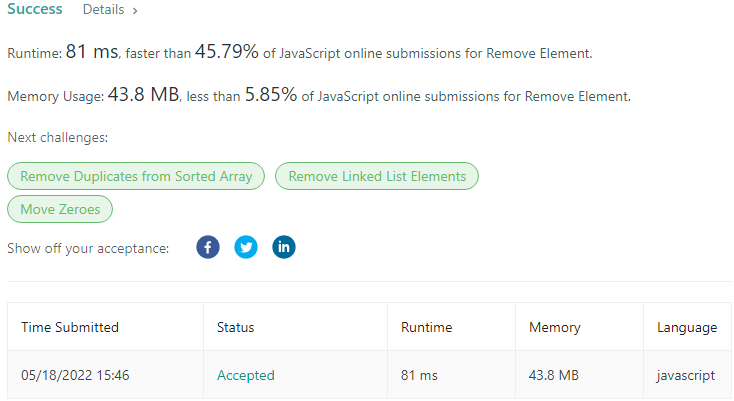 Success Details >
Runtime: 81 ms, faster than 45.79% of JavaScript online submissions for Remove Element.
Memory Usage: 43.8 MB, less than 5.85% of JavaScript online submissions for Remove Element.
Next challenges:
Remove Duplicates from Sorted Array Remove Linked List Elements
Move Zeroes
Show off your acceptance: f in
Time Submitted Status Runtime Memory Language
05/18/2022 15:46 Accepted 81 ms 43.8 MB javascript